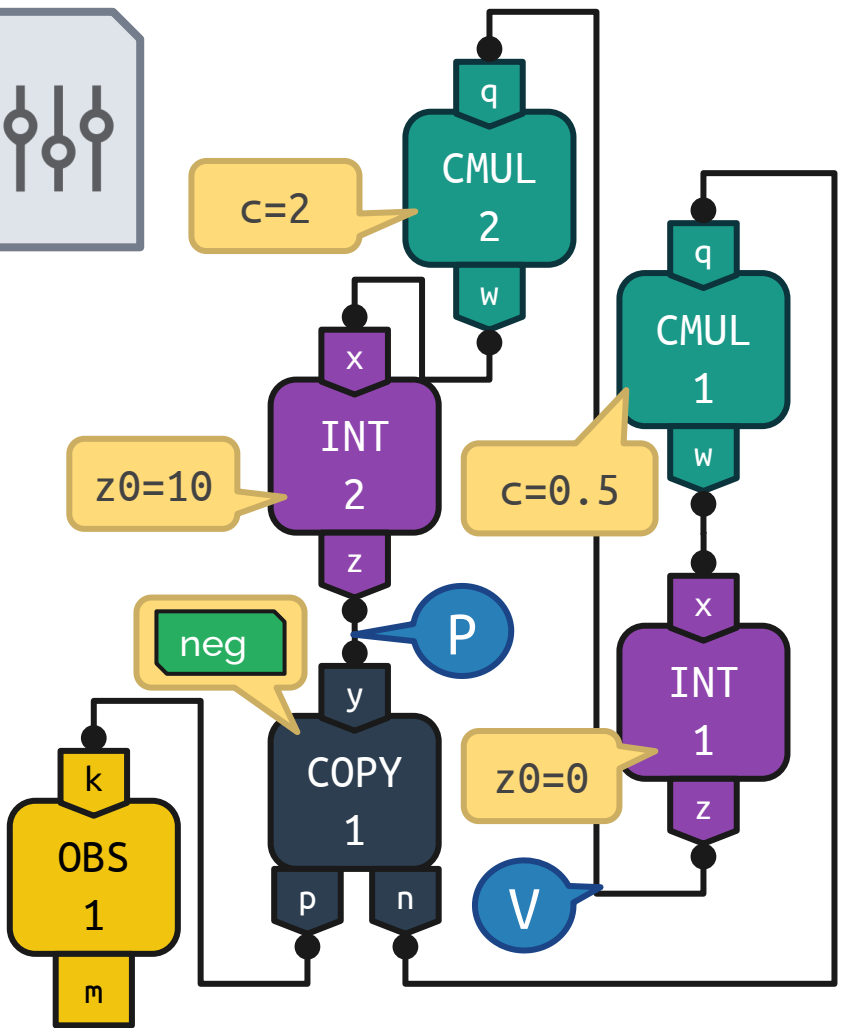 q
CMUL
2
w
c=2
q
CMUL
1
w
c=0.5
x
INT
2
z
z0=10
P
neg
y
COPY
1
p
n
x
INT
1
z
z0=0
V
k
OBS
1
m